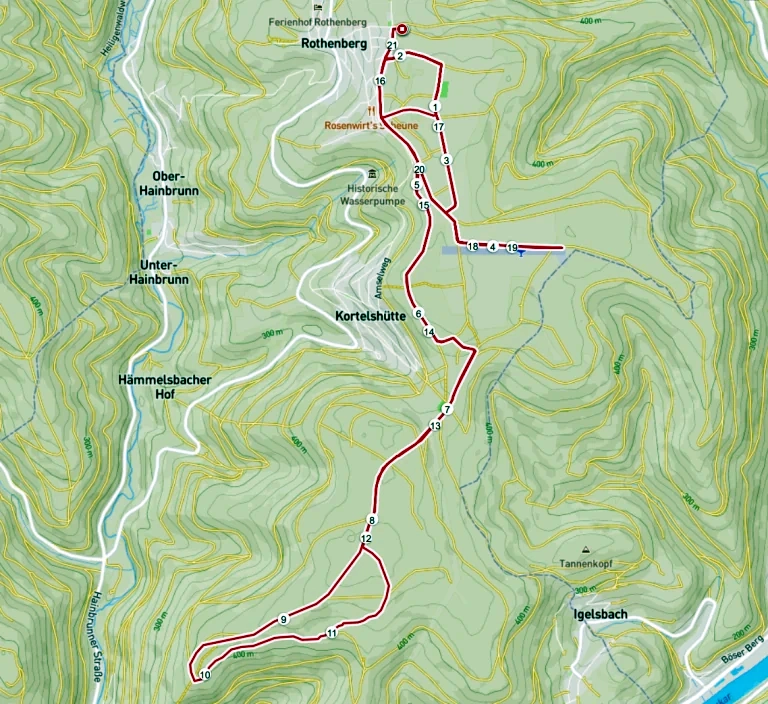 400 m
Heiligenwald
Ferienhof Rothenberg
Rothenberg
21
2
16
1
Rosenwirt's Scheune
17
400 m
3
20
Ober-
Hainbrunn
5
Historische
Wasserpumpe
15
18
4
19
Unter-
Hainbrunn
Amselweg
400 m
6
Kortelshütte
14
300 m
400 m
Hämmelsbacher
Hof
7
13
400 m
300 m
400 m
300 m
8
12
Tannenkopf
300 m
Hainbrunner Straße
300 m
9
400 m
Igelsbach
11
400 m
200 m
400 m
10
Böser Berg